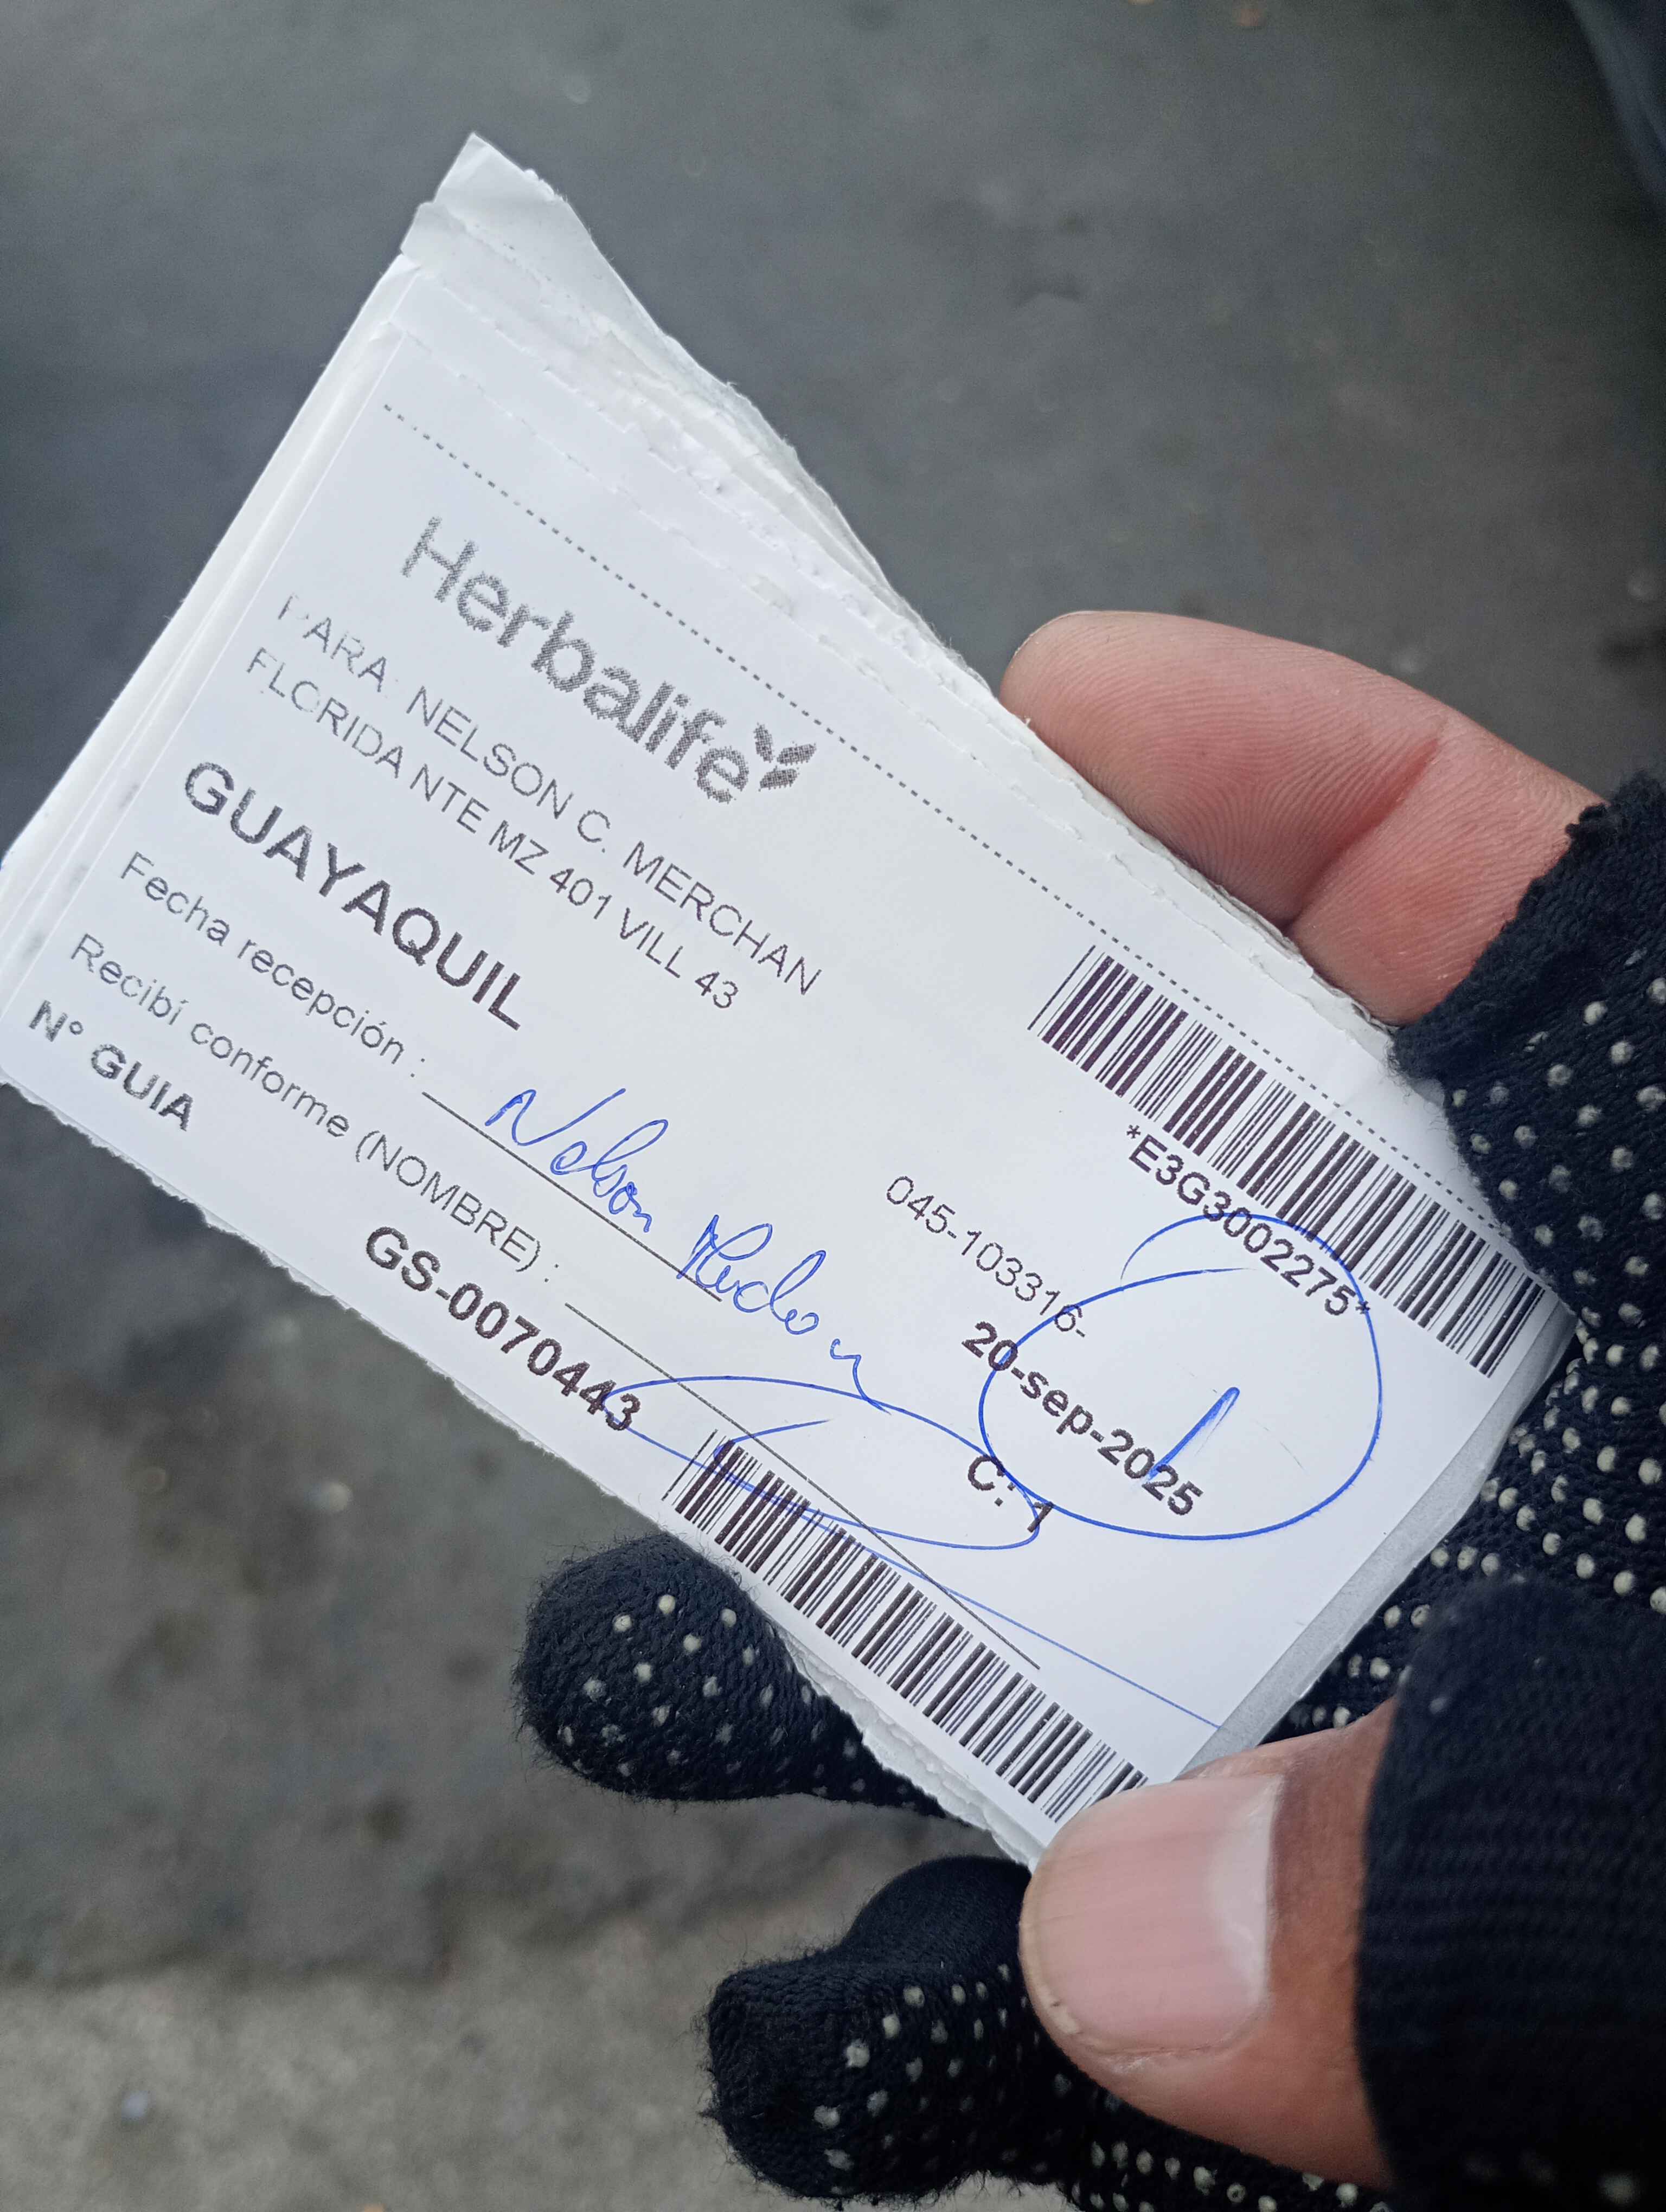 Herbalife
*E3G3002275*
PARA: NELSON C. MERCHAN
FLORIDA NTE MZ 401 VILL 43
045-103316-
GUAYAQUIL
20-sep-2025
Fecha recepción :
C: 1
Nelson
Recibí conforme (NOMBRE) :
N° GUIA
GS-0070443